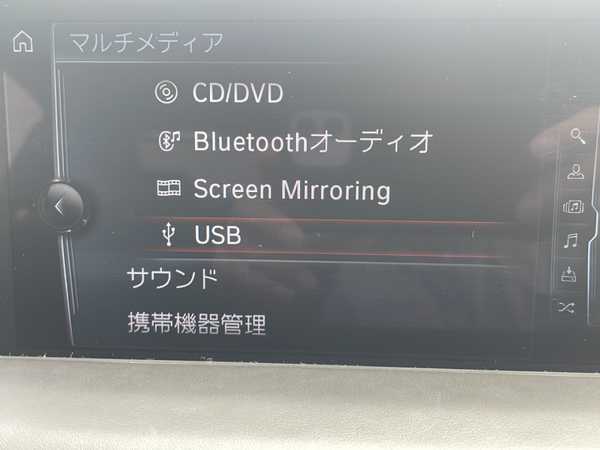 マルチメディア
CD/DVD
Bluetoothオーディオ
Screen Mirroring
USB
サウンド
携帯機器管理